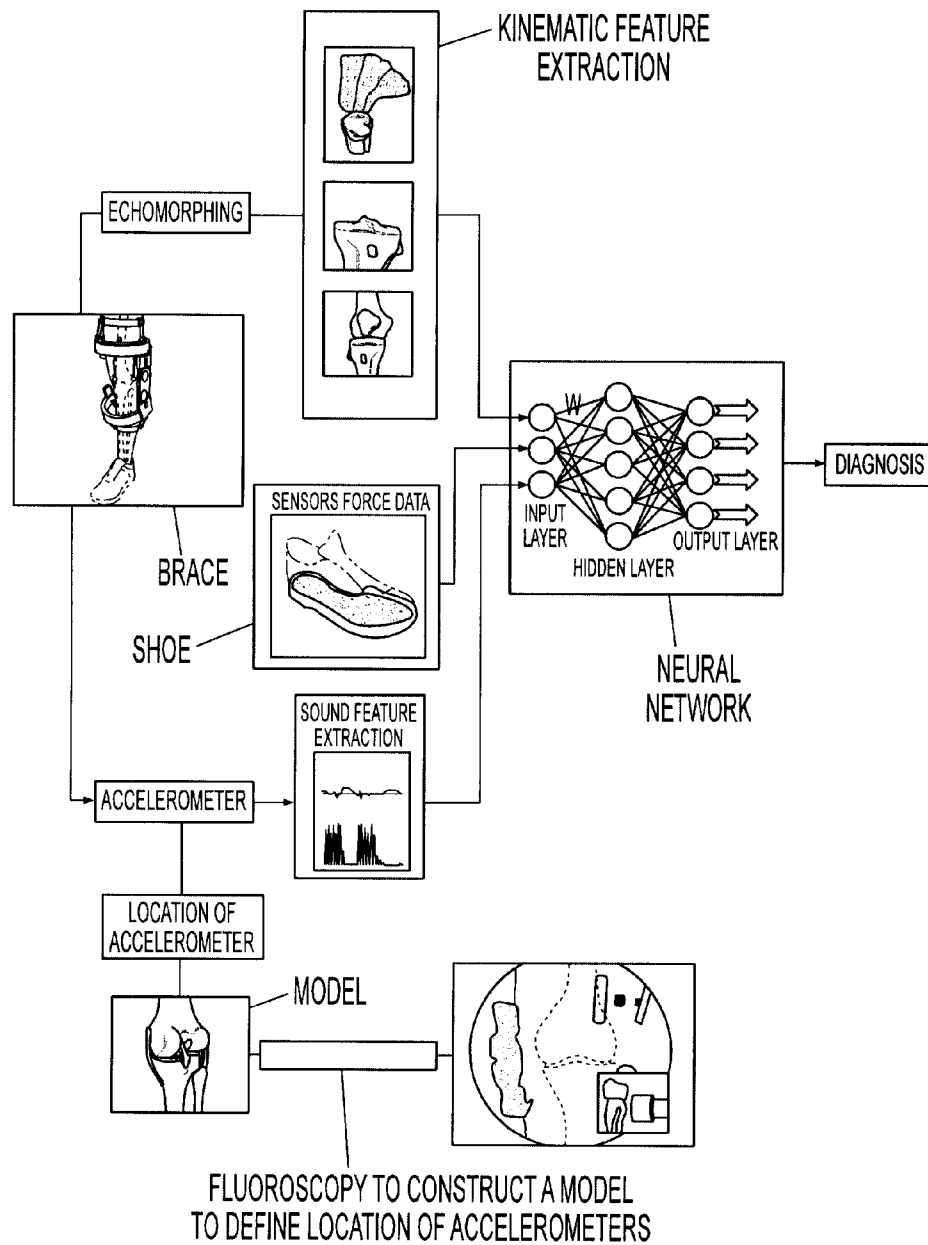 KINEMATIC FEATURE
EXTRACTION
ECHOMORPHING
BRACE
SENSORS FORCE DATA
SHOE
W
INPUT
LAYER
HIDDEN LAYER
OUTPUT LAYER
DIAGNOSIS
NEURAL
NETWORK
SOUND FEATURE
EXTRACTION
ACCELEROMETER
LOCATION OF
ACCELEROMETER
MODEL
FLUOROSCOPY TO CONSTRUCT A MODEL
TO DEFINE LOCATION OF ACCELEROMETERS